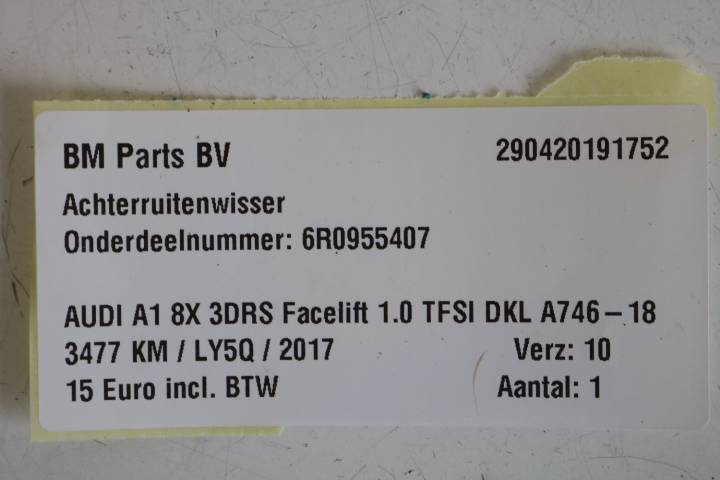 BM Parts BV 290420191752
Achterruitenwisser
Onderdeelnummer: 6R0955407
AUDI A1 8X 3DRS Facelift 1.0 TFSI DKL A746-18
3477 KM / LY5Q / 2017 Verz: 10
15 Euro incl. BTW Aantal: 1